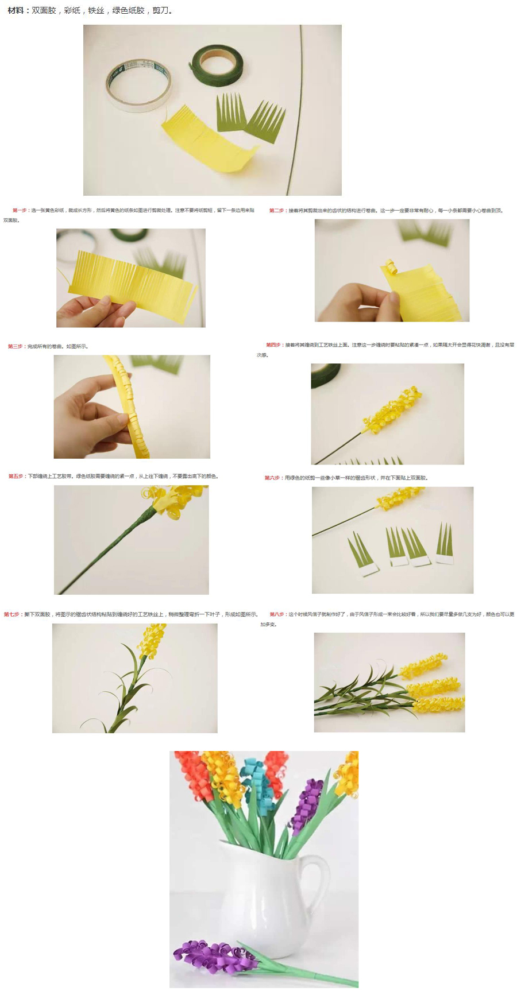 材料：双面胶，彩纸，铁丝，绿色纸胶，剪刀。
第一步：选一张黄色彩纸，裁成长方形，然后将黄色的纸条如图进行剪裁处理。注意不要将纸剪短，留下一条边用来贴
双面胶。
第二步：接着将其剪裁出来的齿状的结构进行卷曲。这一步一定要非常有耐心，每一小条都需要小心卷曲到顶。
第三步：完成所有的卷曲。如图所示。
第四步：接着将其缠绕到工艺铁丝上面。注意这一步缠绕时要粘贴的紧凑一点，如果隔太开会显得花快凋谢，且没有层
次感。
第五步：下部缠绕上工艺胶带。绿色纸胶需要缠绕的紧一点，从上往下缠绕，不要露出底下的颜色。
第六步：用绿色的纸剪一些像小草一样的锯齿形状，并在下面贴上双面胶。
第七步：撕下双面胶，将图示的锯齿状结构粘贴到缠绕好的工艺铁丝上，稍微整理弯折一下叶子，形成如图所示。
第八步：这个时候风信子就制作好了，由于风信子形成一束会比较好看，所以我们要尽量多做几支为好，颜色也可以更
加多变。